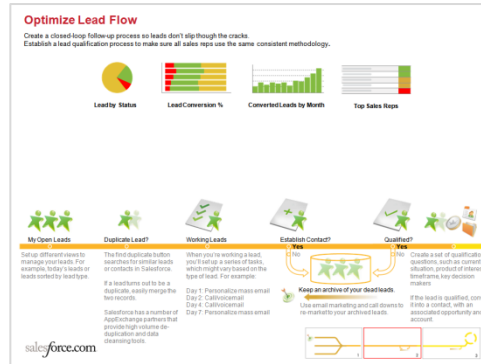 Optimize Lead Flow
Create a closed-loop follow-up process so leads don't slip though the cracks.
Establish a lead qualification process to make sure all sales reps use the same consistent methodology.
Lead by Status
Lead Conversion %
Converted Leads by Month
Top Sales Reps
My Open Leads
Duplicate Lead?
Working Leads
Establish Contact?
Qualified?
Yes
Yes
No
No
Set up different views to
manage your leads. For
example, today's leads or
leads sorted by lead type.
The find duplicate button
searches for similar leads
or contacts in Salesforce.
If a lead turns out to be a
duplicate, easily merge the
two records.
Salesforce has a number of
AppExchange partners that
provide high volume de-
duplication and data
cleansing tools
When you're working a lead,
you'll set up a series of tasks,
which might vary based on the
type of lead. For example
Day 1: Personalize mass email
Day 2: Call/voicemail
Day 4: Call/voicemail
Day 7: Personalize mass email
Keep an archive of your dead leads.
Use email marketing and call downs to
re-market to your archived leads.
Create a set of qualificat
questions, such as current
situation, product of interes
timeframe, key decision
makers
If the lead is qualified, con
it into a contact, with an
associated opportunity an
account.
salesforce.com
1
2
3